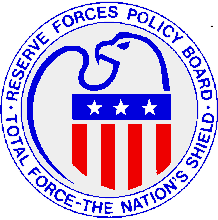 RESERVE FORCES POLICY BOARD
TOTAL FORCE-THE NATION'S SHIELD